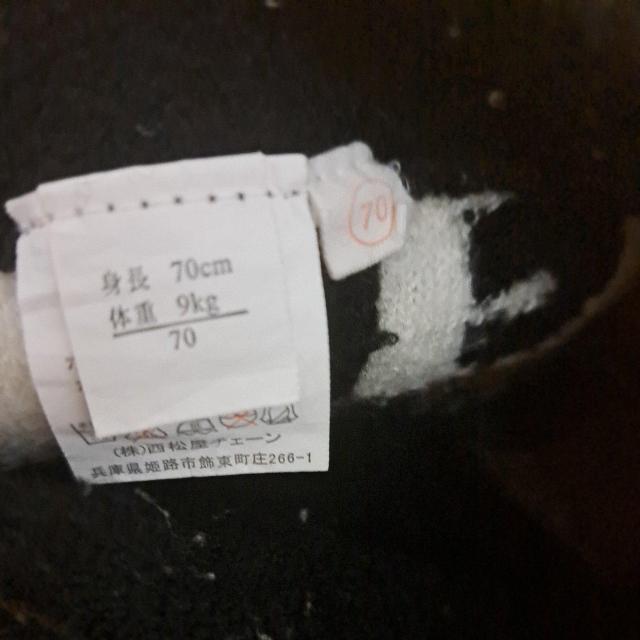 身長 70cm
体重 9kg
70
70
(株)西松屋チェーン
兵庫県姫路市飾東町庄266-1